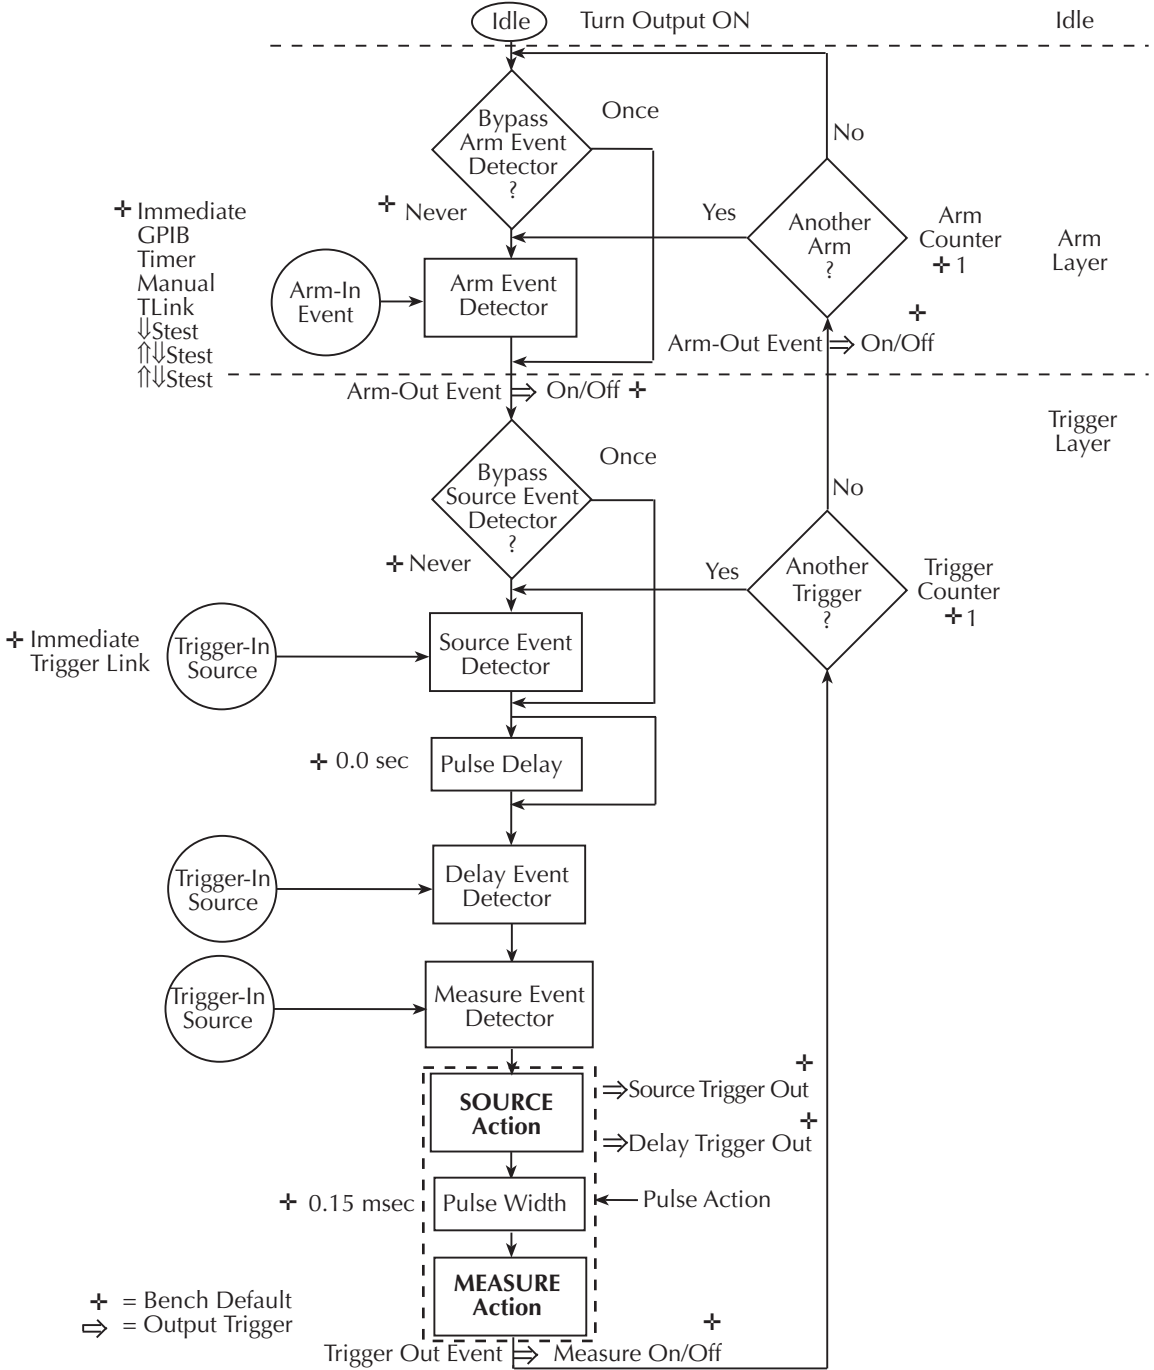 Idle
Turn Output ON
Idle
Bypass
Arm Event
Detector
?
Once
No
✛ Never
Yes
Another
Arm
?
Arm
Counter
✛ 1
Arm
Layer
✛ Immediate
GPIB
Timer
Manual
TLink
⇓Stest
⇑⇓Stest
⇑⇓Stest
Arm-In
Event
Arm Event
Detector
✛
Arm-Out Event ⇒ On/Off
Arm-Out Event ⇒ On/Off ✛
Trigger
Layer
Bypass
Source Event
Detector
?
Once
No
✛ Never
Yes
Another
Trigger
?
Trigger
Counter
✛ 1
✛ Immediate
Trigger Link
Trigger-In
Source
Source Event
Detector
✛ 0.0 sec
Pulse Delay
Trigger-In
Source
Delay Event
Detector
Trigger-In
Source
Measure Event
Detector
SOURCE
Action
✛
⇒Source Trigger Out
✛
⇒Delay Trigger Out
✛ 0.15 msec
Pulse Width
Pulse Action
MEASURE
Action
✛ = Bench Default
⇒ = Output Trigger
✛
Trigger Out Event ⇒ Measure On/Off